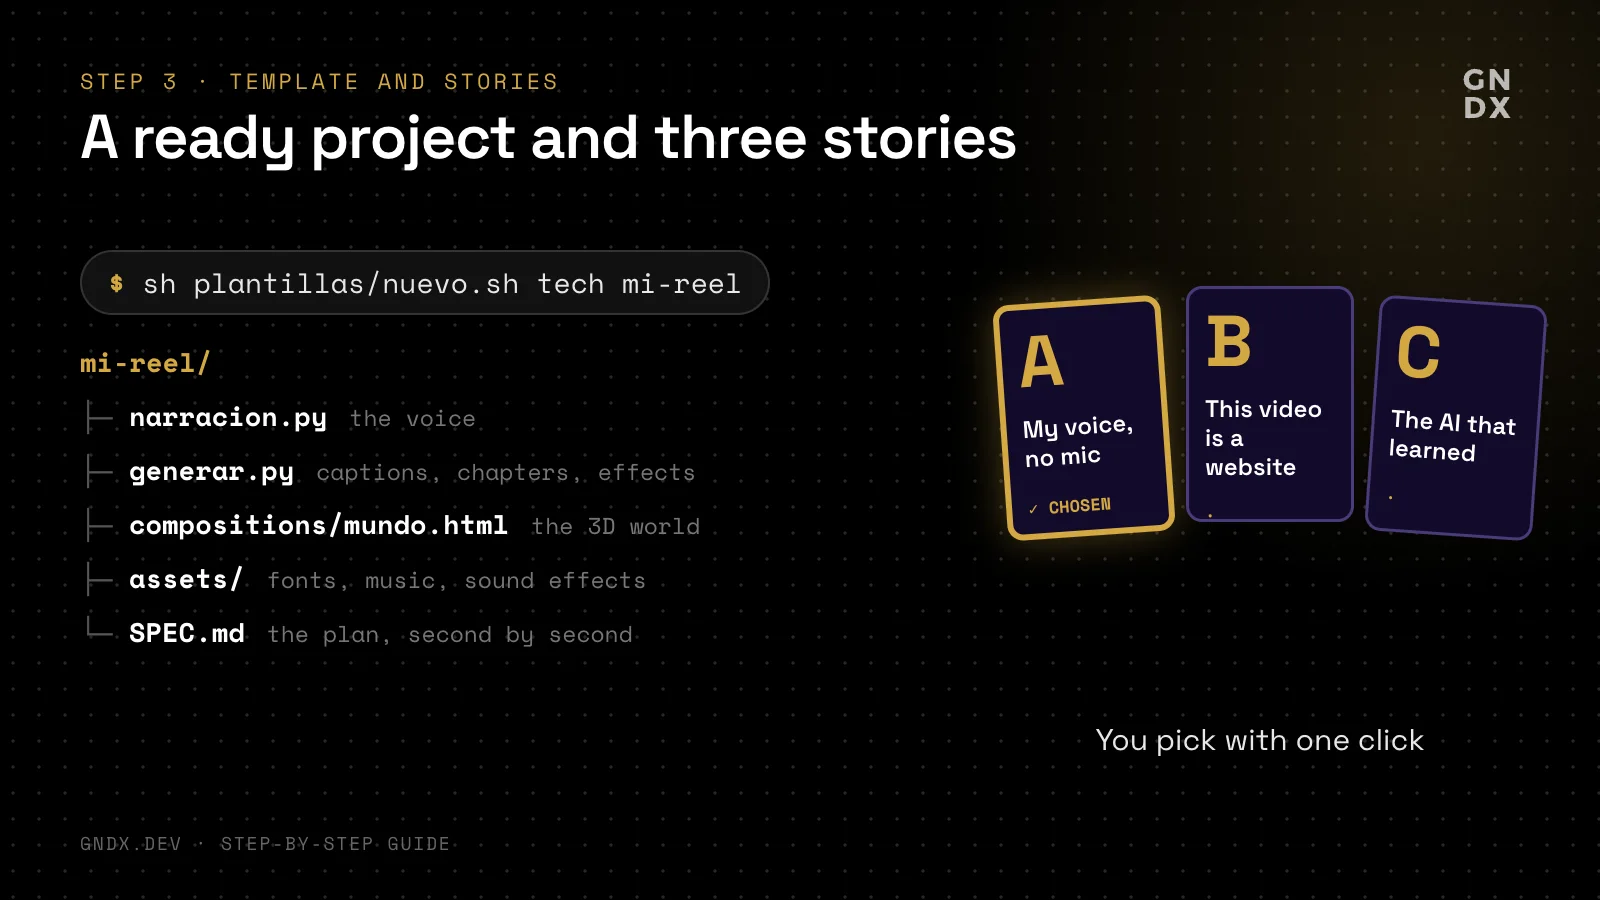 STEP 3 · TEMPLATE AND STORIES
GN
DX
A ready project and three stories
$ sh plantillas/nuevo.sh tech mi-reel
mi-reel/
├─ narracion.py the voice
├─ generar.py captions, chapters, effects
├─ compositions/mundo.html the 3D world
├─ assets/ fonts, music, sound effects
└─ SPEC.md the plan, second by second
A
My voice,
no mic
✓ CHOSEN
B
This video
is a
website
.
C
The AI that
learned
.
You pick with one click
GNDX.DEV · STEP-BY-STEP GUIDE